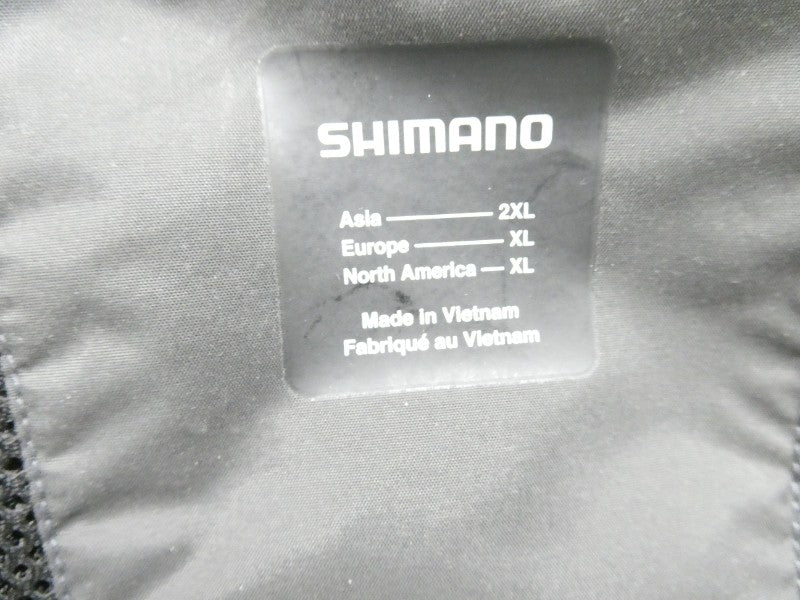 SHIMANO
Asia 2XL
Europe XL
North America XL
Made in Vietnam
Fabriqué au Vietnam